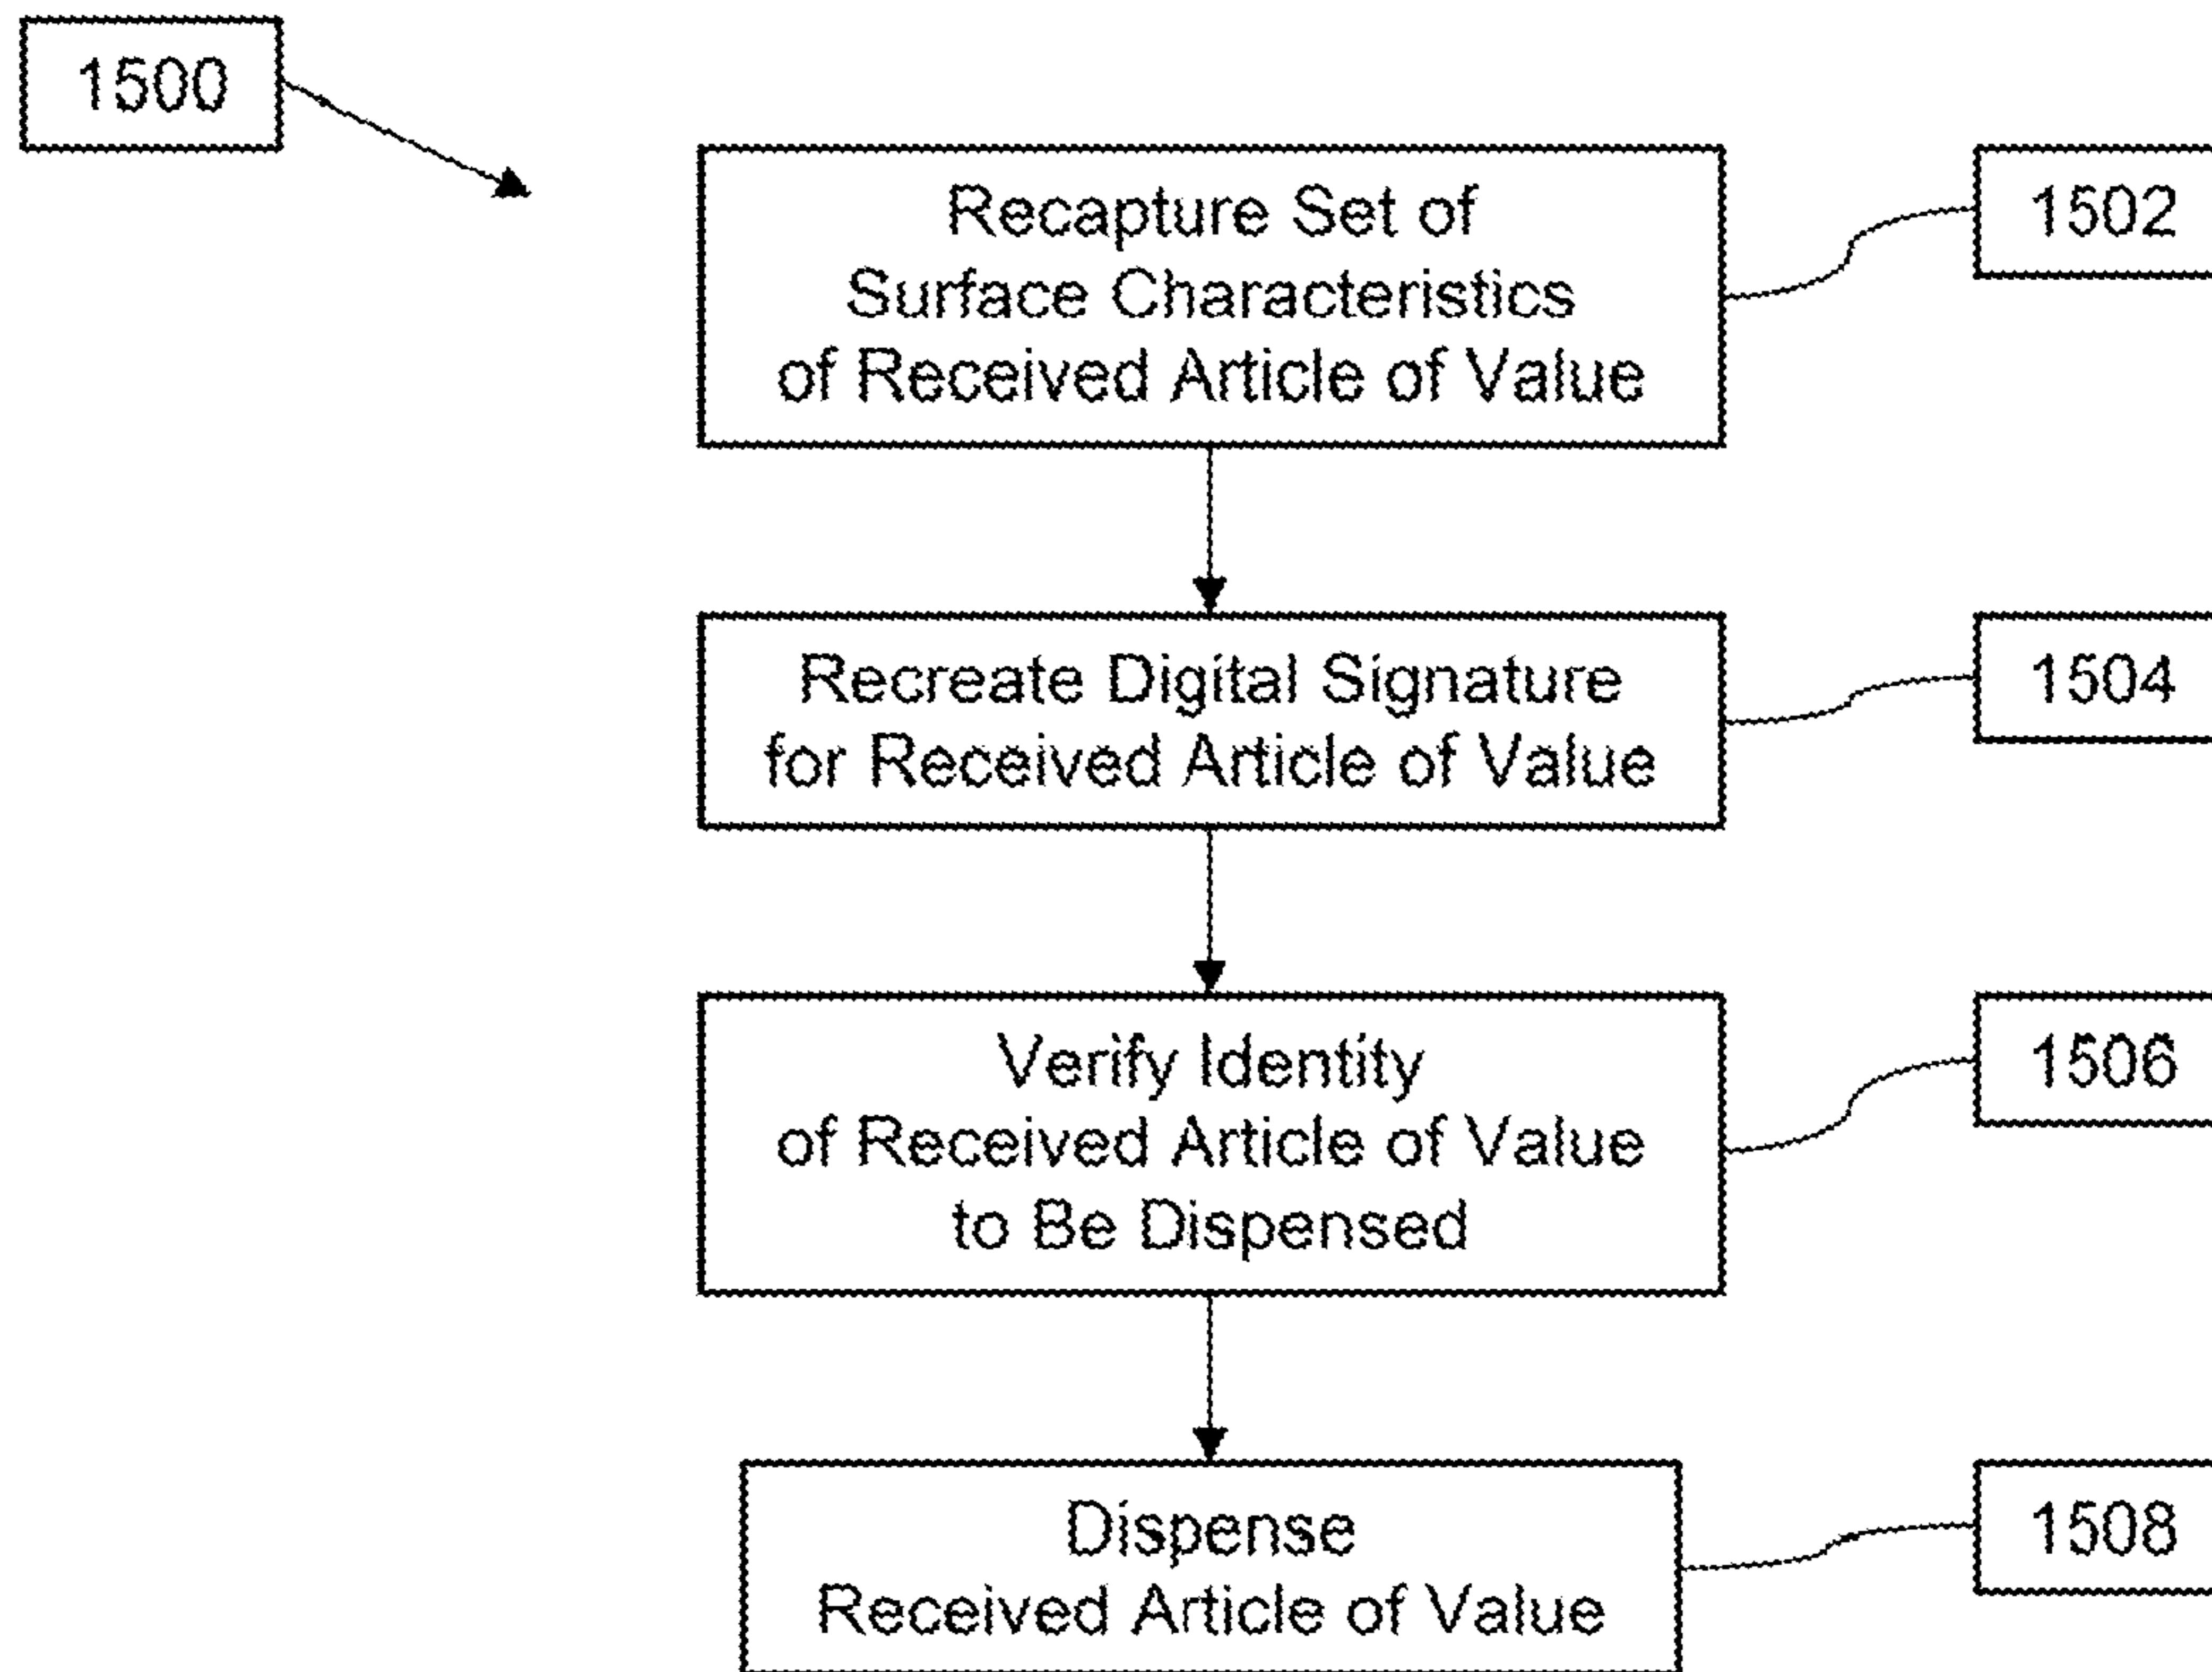 1500
Recapture Set of
Surface Characteristics
of Received Article of Value
1502
Recreate Digital Signature
for Received Article of Value
1504
Verify Identity
of Received Article of Value
to Be Dispensed
1506
Dispense
Received Article of Value
1508